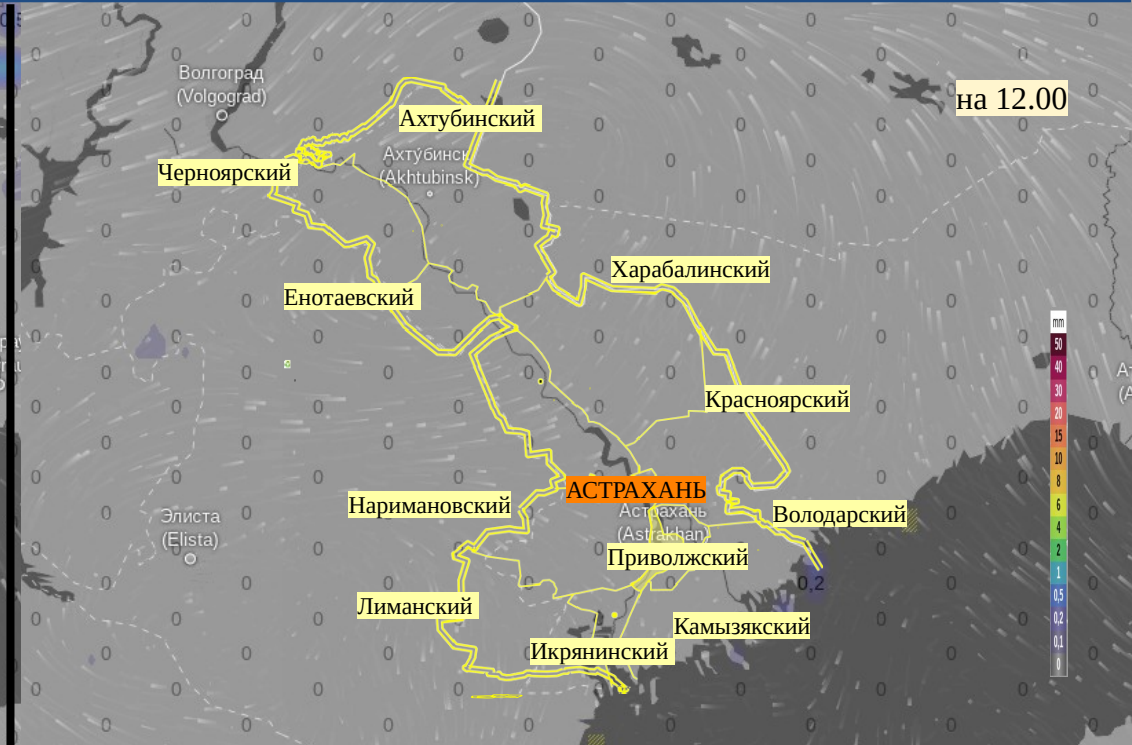 Волгоград
(Volgograd)
на 12.00
Ахтубинский
Ахту́бинск
(Akhtubinsk)
Черноярский
Харабалинский
Енотаевский
mm
50
40
30
20
15
10
8
6
4
2
1
0,5
0,2
0,1
0
Красноярский
АСТРАХАНЬ
Астрахань
(Astrakhan)
Наримановский
Володарский
Элиста
(Elista)
Приволжский
0,2
Лиманский
Камызякский
Икрянинский